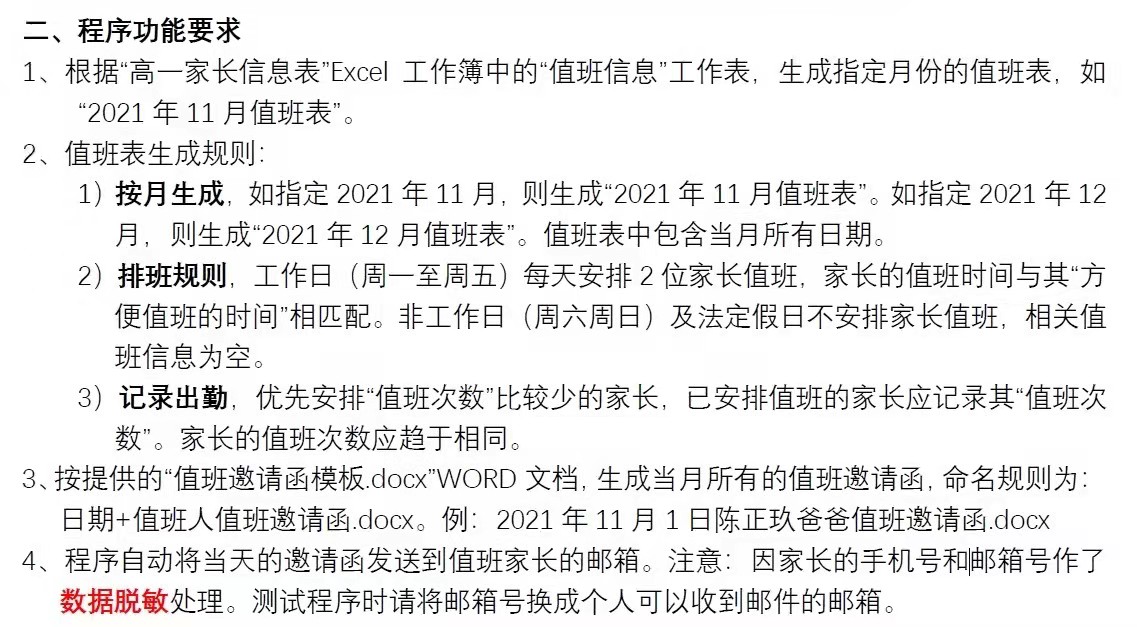 二、程序功能要求
1、根据“高一家长信息表”Excel 工作簿中的“值班信息”工作表，生成指定月份的值班表，如
“2021 年 11 月值班表”。
2、值班表生成规则：
1）按月生成，如指定 2021 年 11 月，则生成“2021 年 11 月值班表”。如指定 2021 年 12
月，则生成“2021 年 12 月值班表”。值班表中包含当月所有日期。
2）排班规则，工作日（周一至周五）每天安排 2 位家长值班，家长的值班时间与其“方
便值班的时间”相匹配。非工作日（周六周日）及法定假日不安排家长值班，相关值
班信息为空。
3）记录出勤，优先安排“值班次数”比较少的家长，已安排值班的家长应记录其“值班次
数”。家长的值班次数应趋于相同。
3、按提供的“值班邀请函模板.docx”WORD 文档，生成当月所有的值班邀请函，命名规则为：
日期+值班人值班邀请函.docx。例：2021 年 11 月 1 日陈正玖爸爸值班邀请函.docx
4、程序自动将当天的邀请函发送到值班家长的邮箱。注意：因家长的手机号和邮箱号作了
数据脱敏处理。测试程序时请将邮箱号换成个人可以收到邮件的邮箱。